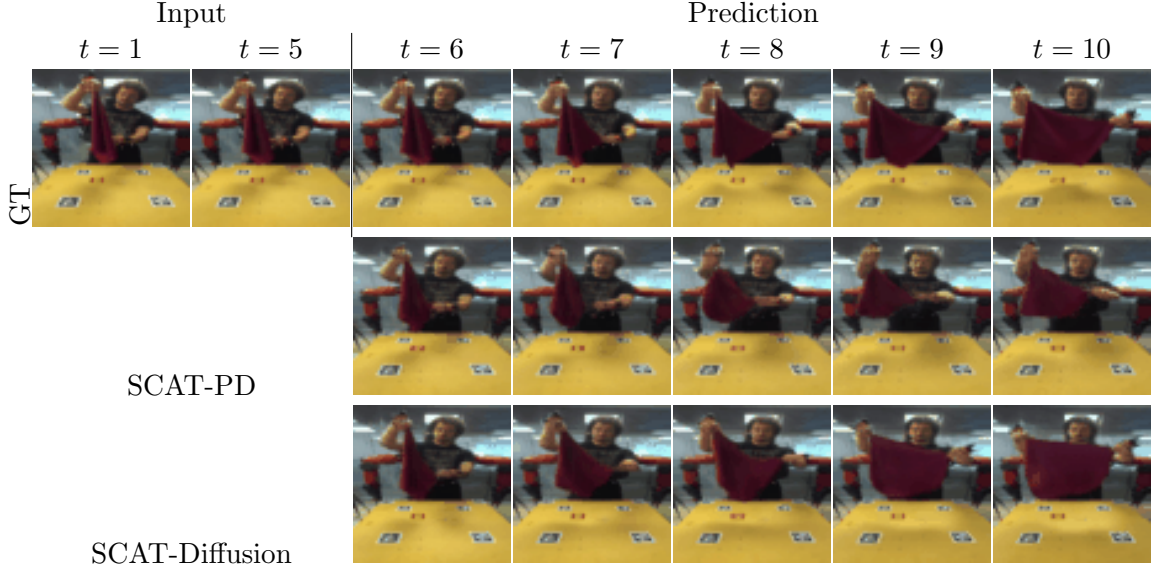 Input Prediction
t = 1 t = 5 t = 6 t = 7 t = 8 t = 9 t = 10
GT
SCAT-PD
SCAT-Diffusion